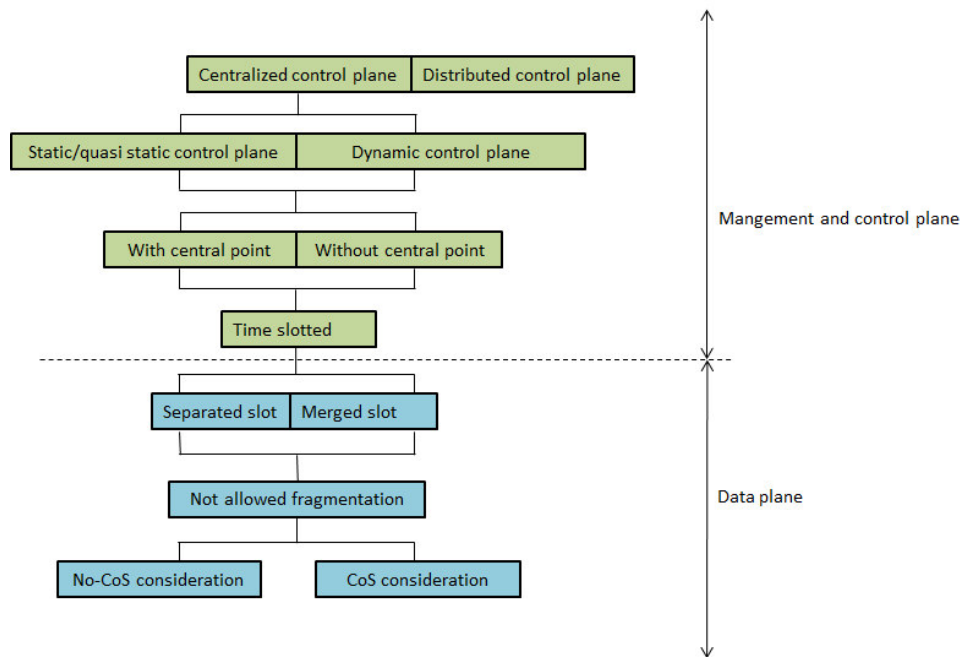 Centralized control plane
Distributed control plane
Static/quasi static control plane
Dynamic control plane
Mangement and control plane
With central point
Without central point
Time slotted
Separated slot
Merged slot
Not allowed fragmentation
Data plane
No-CoS consideration
CoS consideration